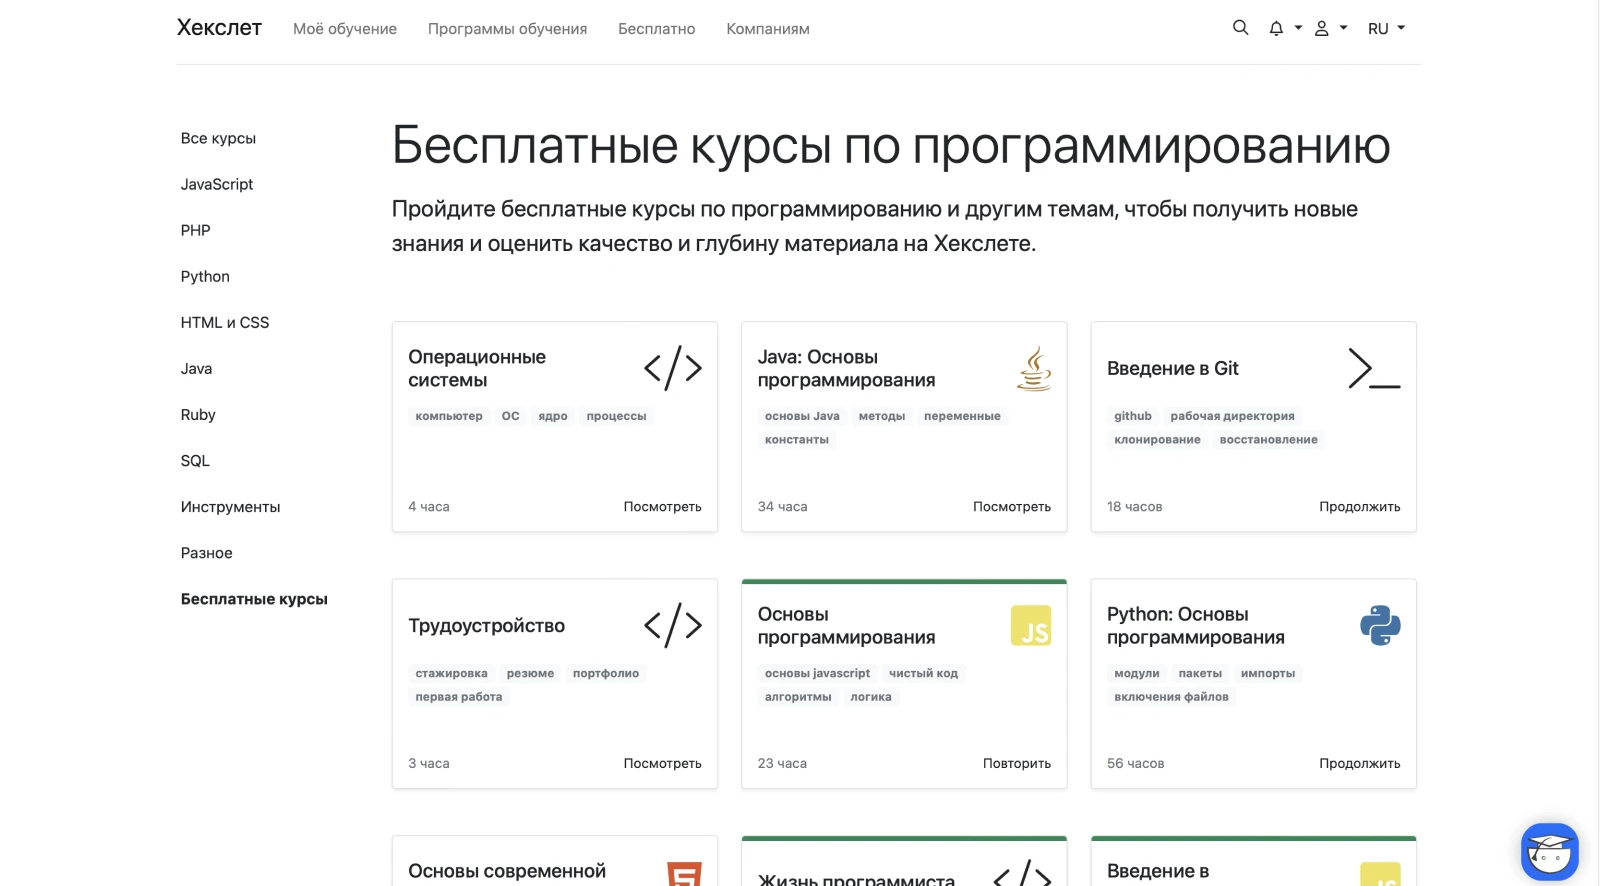 Хекслет
Моё обучение
Программы обучения
Бесплатно
Компаниям
RU
Все курсы
JavaScript
PHP
Python
HTML и CSS
Java
Ruby
SQL
Инструменты
Разное
Бесплатные курсы
Бесплатные курсы по программированию
Пройдите бесплатные курсы по программированию и другим темам, чтобы получить новые
знания и оценить качество и глубину материала на Хекслете.
Операционные
системы
компьютер ОС ядро процессы
4 часа
Посмотреть
Java: Основы
программирования
основы Java методы переменные
константы
34 часа
Посмотреть
Введение в Git
github рабочая директория
клонирование восстановление
18 часов
Продолжить
Трудоустройство
стажировка резюме портфолио
первая работа
3 часа
Посмотреть
Основы
программирования
JS
основы javascript чистый код
алгоритмы логика
23 часа
Повторить
Python: Основы
программирования
модули пакеты импорты
включения файлов
56 часов
Продолжить
Основы современной
5
Жизнь программиста
Введение в
JS